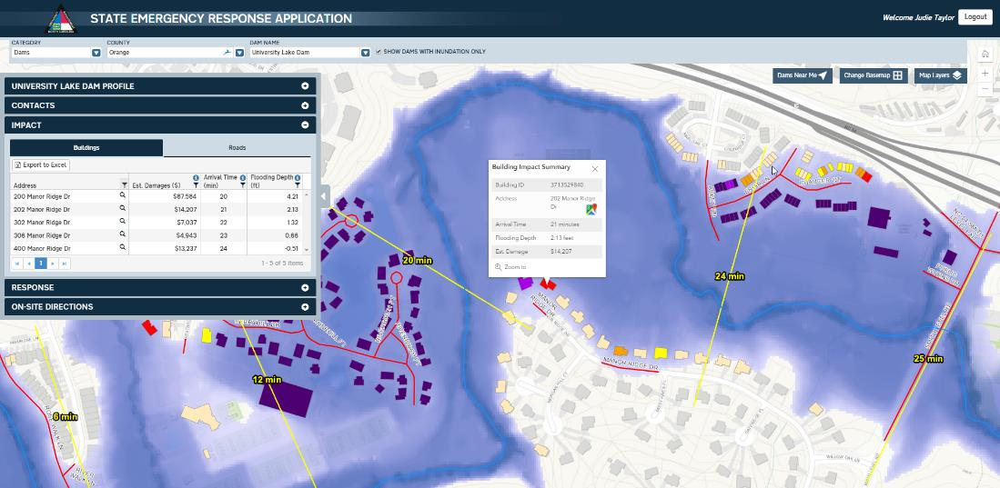 STATE EMERGENCY RESPONSE APPLICATION
Welcome Judie Taylor
Logout
CATEGORY
COUNTY
DAM NAME
Dams
Orange
University Lake Dam
SHOW DAMS WITH INUNDATION ONLY
Dams Near Me
Change Basemap
Map Layers
UNIVERSITY LAKE DAM PROFILE
CONTACTS
IMPACT
Buildings
Roads
Export to Excel
Address
Est. Damages ($)
Arrival Time (min)
Flooding Depth (ft)
200 Manor Ridge Dr $87,584 20 4.21
202 Manor Ridge Dr $14,207 21 2.13
302 Manor Ridge Dr $7,037 22 1.32
306 Manor Ridge Dr $4,943 23 0.66
400 Manor Ridge Dr $13,237 24 -0.51
1
1 - 5 of 5 items
RESPONSE
ON-SITE DIRECTIONS
Building Impact Summary
Building ID 3713529840
Address 202 Manor Ridge
Dr
Arrival Time 21 minutes
Flooding Depth 2.13 feet
Est. Damage $14,207
Zoom to
20 min
24 min
25 min
12 min
6 min
MANOR
RIDGE DR
MANOR RIDGE DR